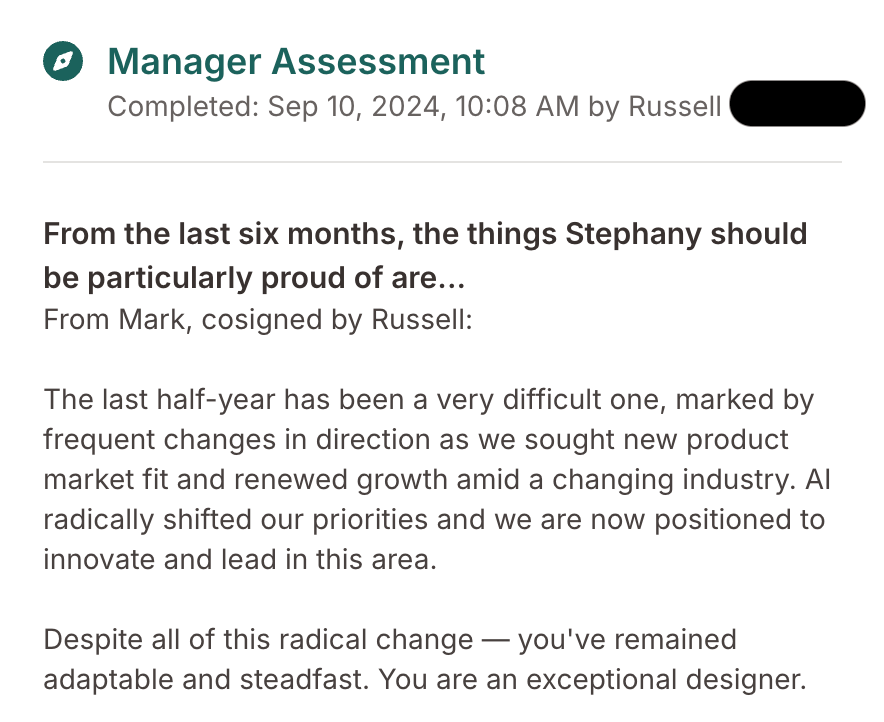 Manager Assessment
Completed: Sep 10, 2024, 10:08 AM by Russell
From the last six months, the things Stephany should
be particularly proud of are...
From Mark, cosigned by Russell:
The last half-year has been a very difficult one, marked by
frequent changes in direction as we sought new product
market fit and renewed growth amid a changing industry. AI
radically shifted our priorities and we are now positioned to
innovate and lead in this area.
Despite all of this radical change — you've remained
adaptable and steadfast. You are an exceptional designer.